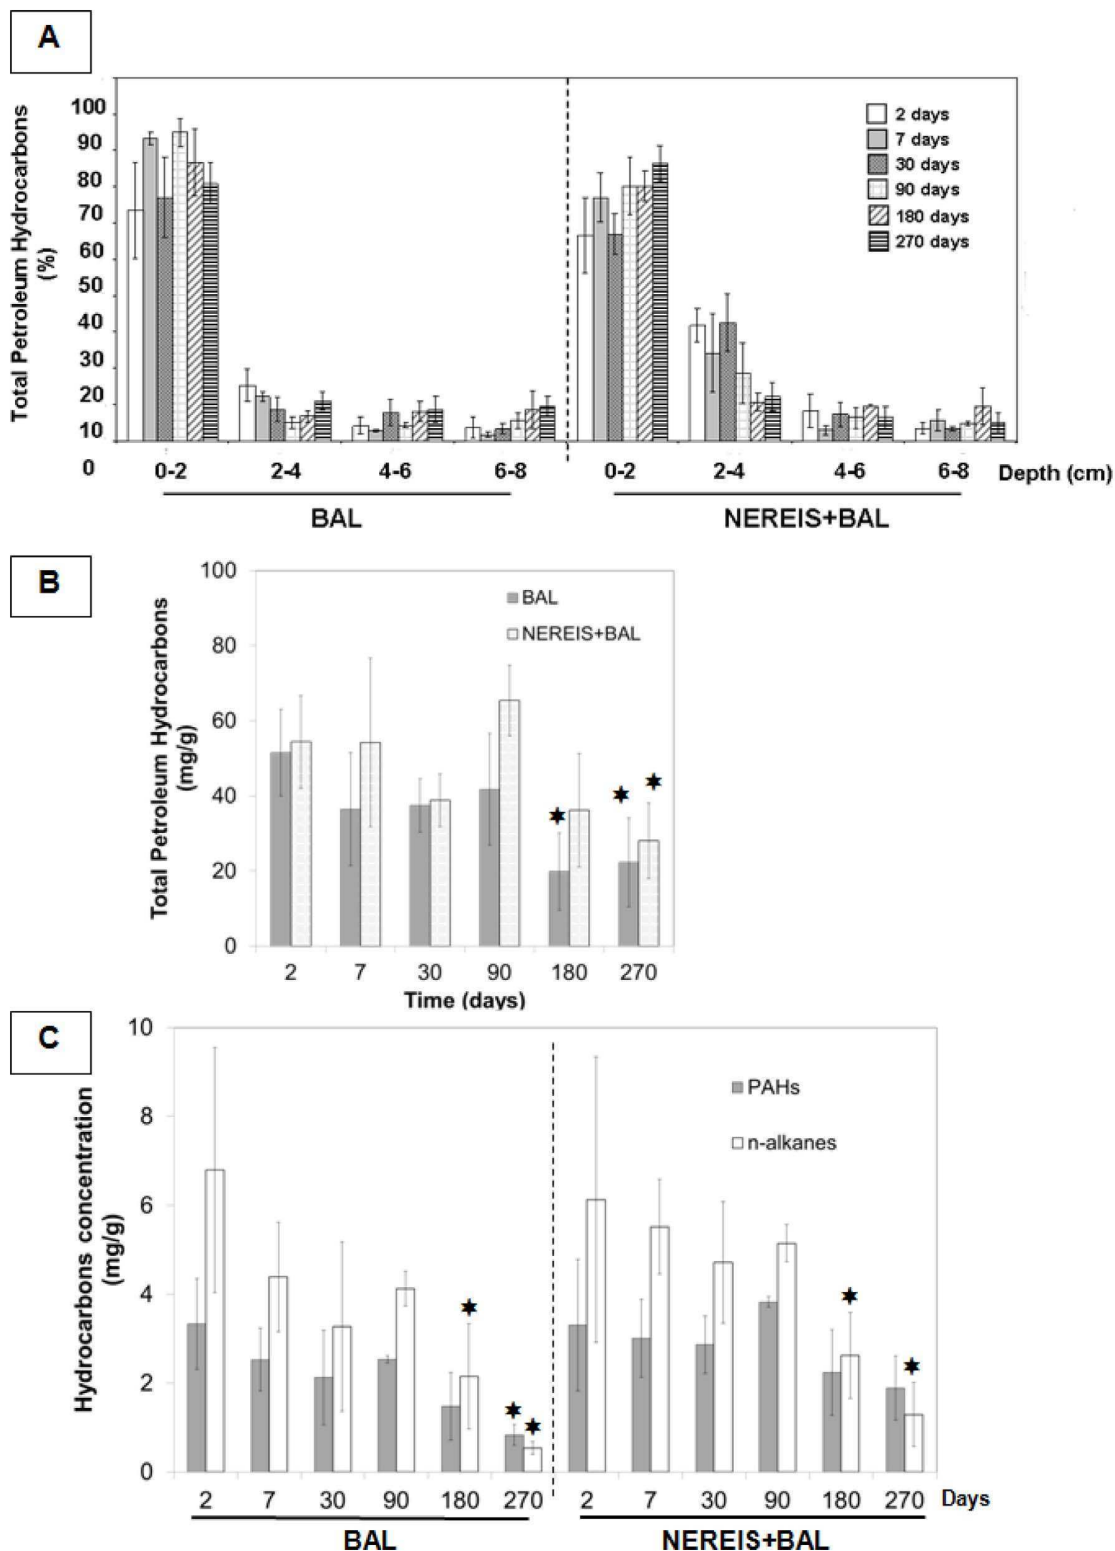 A
Total Petroleum Hydrocarbons
(%)
100
90
80
70
60
50
40
30
20
10
0
2 days
7 days
30 days
90 days
180 days
270 days
0-2 2-4 4-6 6-8 0-2 2-4 4-6 6-8 Depth (cm)
BAL NEREIS+BAL
B
Total Petroleum Hydrocarbons
(mg/g)
100
80
60
40
20
0
BAL
NEREIS+BAL
2 7 30 90 180 270
Time (days)
C
Hydrocarbons concentration
(mg/g)
10
8
6
4
2
0
PAHs
n-alkanes
2 7 30 90 180 270 2 7 30 90 180 270 Days
BAL NEREIS+BAL